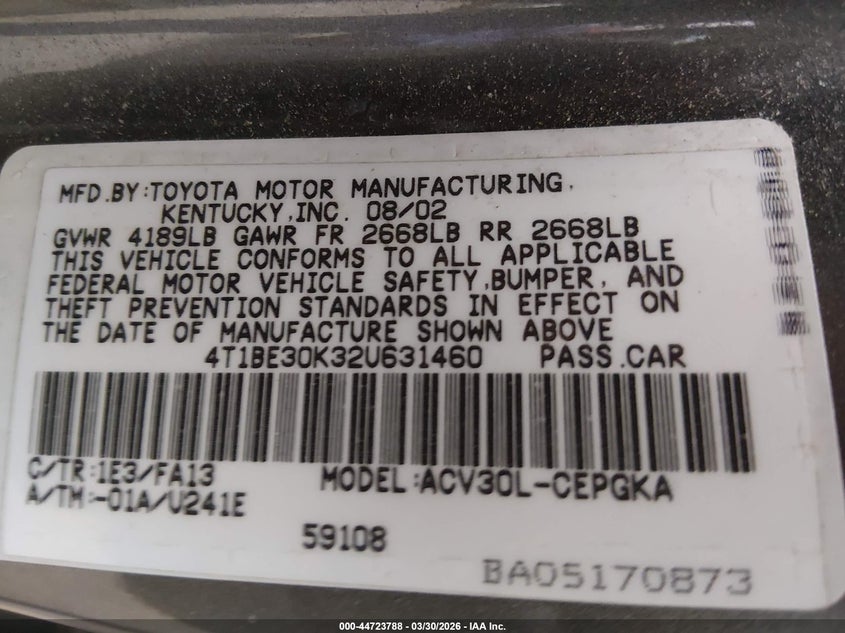 MFD.BY:TOYOTA MOTOR MANUFACTURING,
KENTUCKY,INC. 08/02
GVWR 4189LB GAWR FR 2668LB RR 2668LB
THIS VEHICLE CONFORMS TO ALL APPLICABLE
FEDERAL MOTOR VEHICLE SAFETY,BUMPER, AND
THEFT PREVENTION STANDARDS IN EFFECT ON
THE DATE OF MANUFACTURE SHOWN ABOVE
4T1BE30K32U631460 PASS.CAR
C/TR:1E3/FA13 MODEL:ACV30L-CEPGKA
A/TM:-01A/U241E
59108
BA05170873
000-44723788 — 03/30/2026 — IAA Inc.